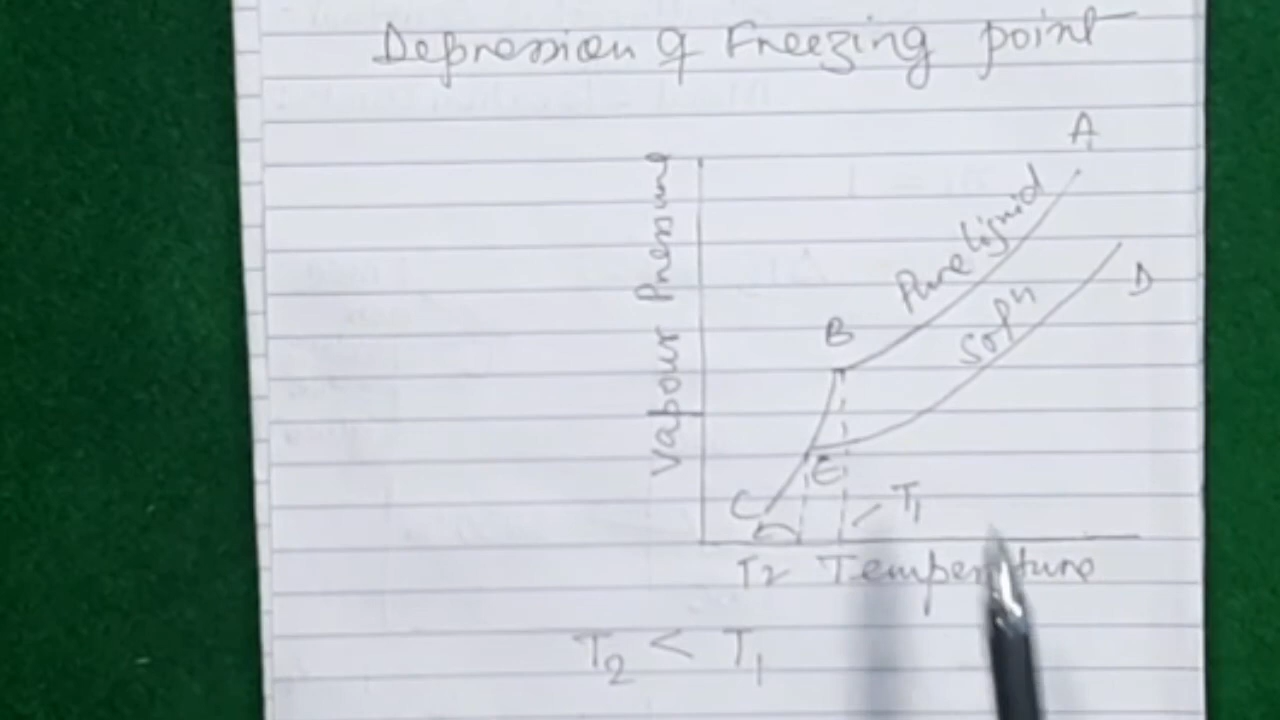 Depression of Freezing point
A
Pure liquid
D
Soln
B
Vapour Pressure
E
C
T1
T2 Temperature
T2 < T1